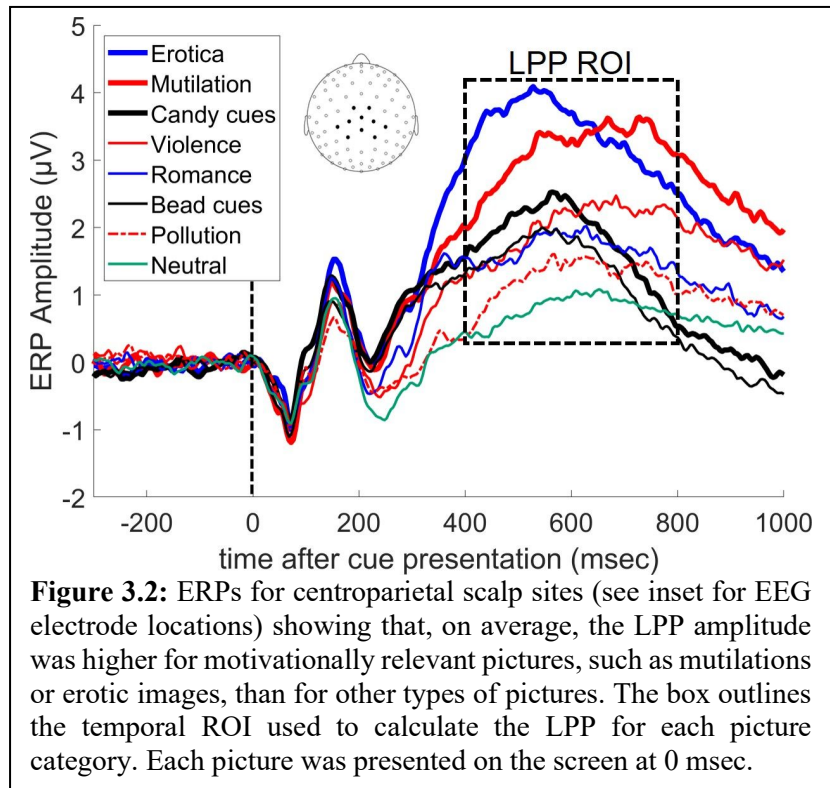 5
4
3
2
1
0
-1
-2
ERP Amplitude (µV)
Erotica
Mutilation
Candy cues
Violence
Romance
Bead cues
Pollution
Neutral
LPP ROI
-200 0 200 400 600 800 1000
time after cue presentation (msec)
Figure 3.2: ERPs for centroparietal scalp sites (see inset for EEG
electrode locations) showing that, on average, the LPP amplitude
was higher for motivationally relevant pictures, such as mutilations
or erotic images, than for other types of pictures. The box outlines
the temporal ROI used to calculate the LPP for each picture
category. Each picture was presented on the screen at 0 msec.